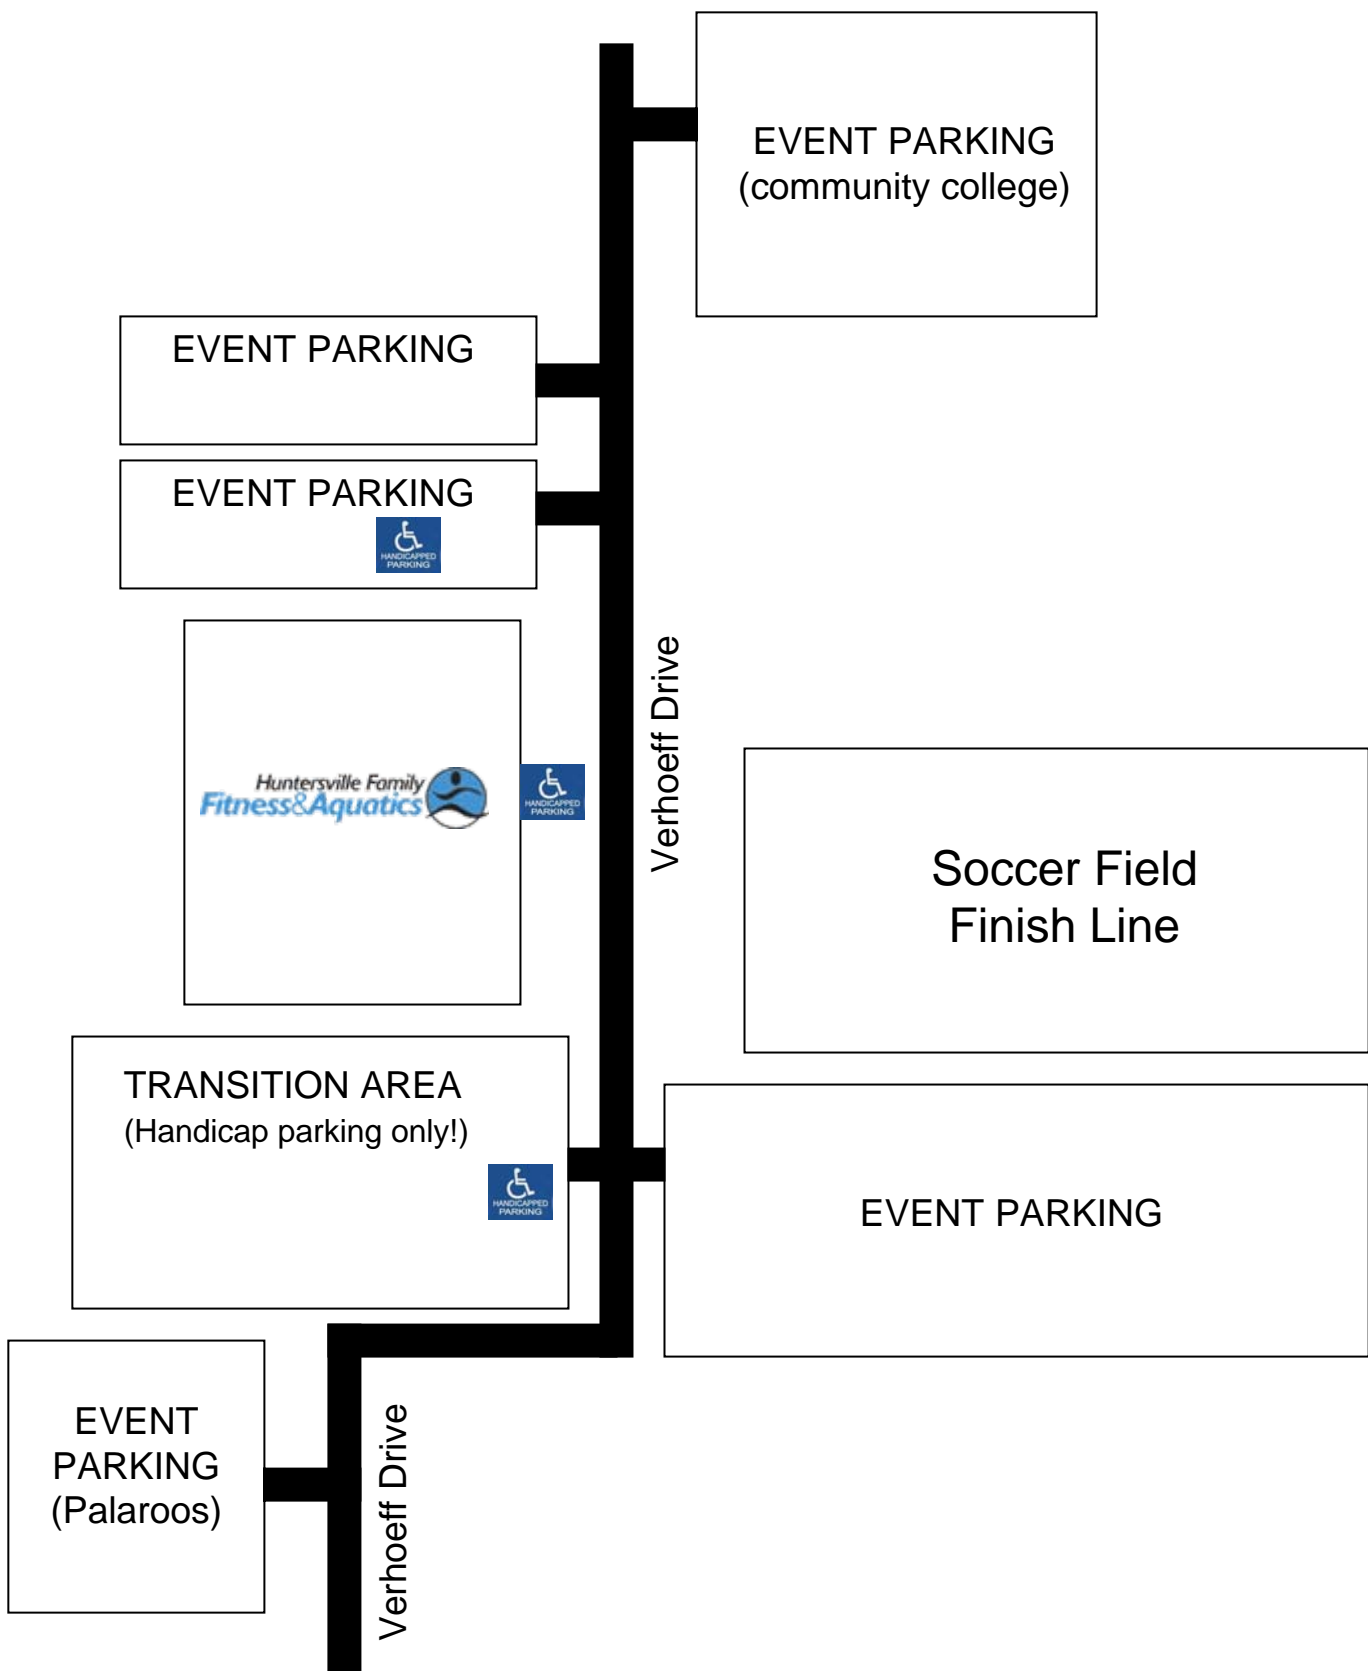 EVENT PARKING
(community college)
EVENT PARKING
EVENT PARKING
HANDICAPPED
PARKING
Verhoeff Drive
Huntersville Family
Fitness&Aquatics
HANDICAPPED
PARKING
Soccer Field
Finish Line
TRANSITION AREA
(Handicap parking only!)
HANDICAPPED
PARKING
EVENT PARKING
EVENT
PARKING
(Palaroos)
Verhoeff Drive